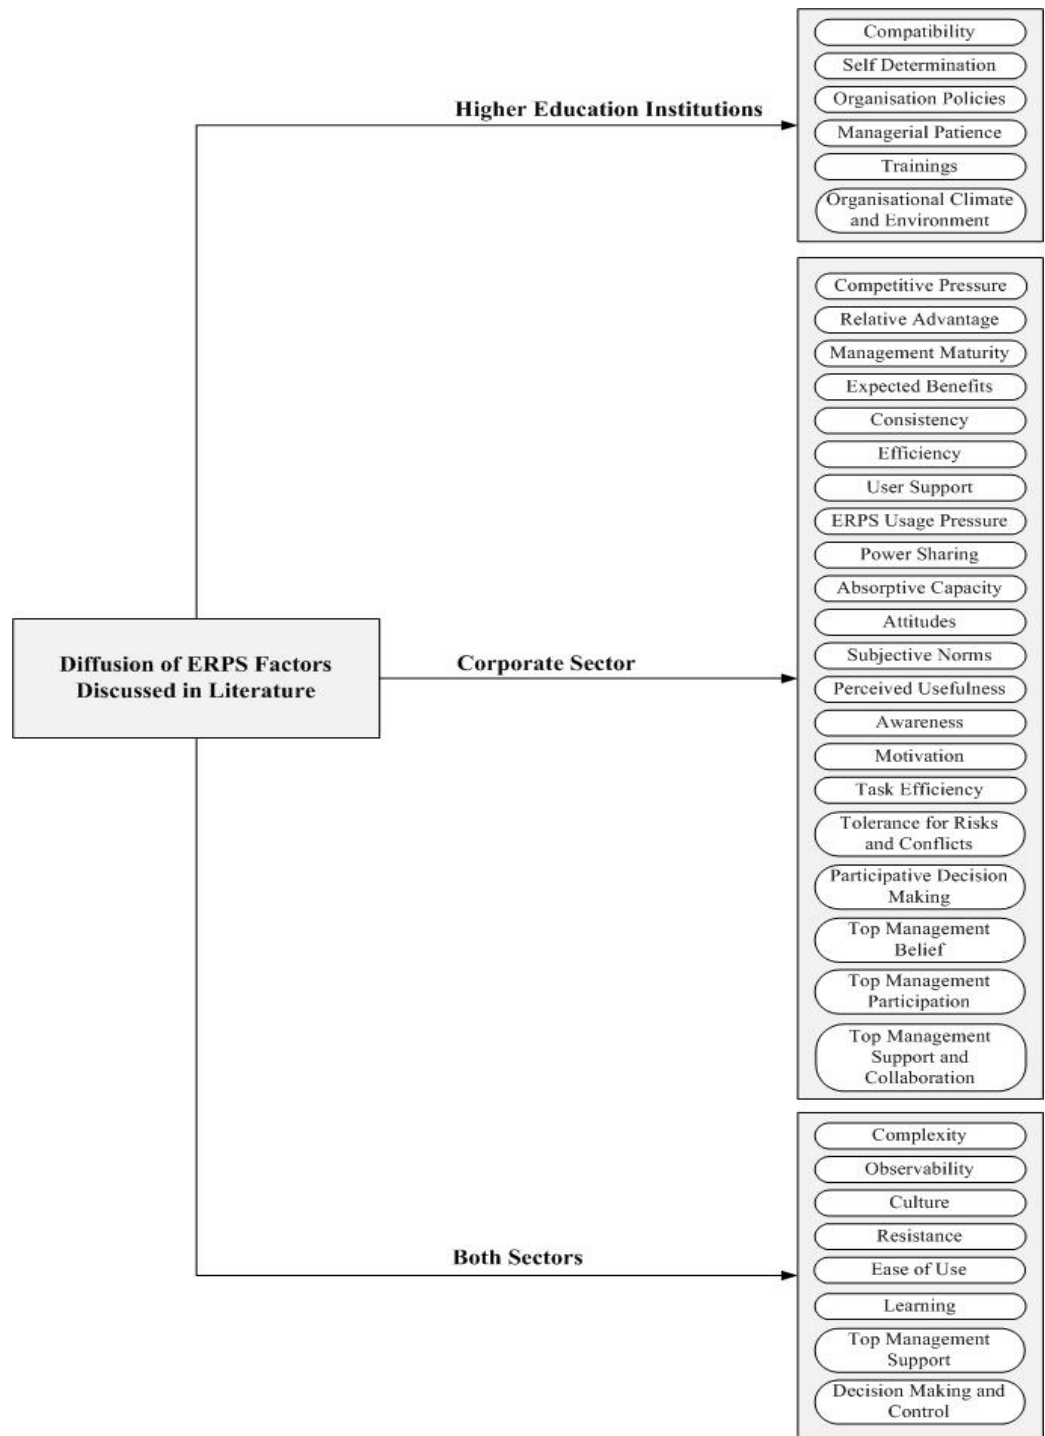 Compatibility
Self Determination
Higher Education Institutions
Organisation Policies
Managerial Patience
Trainings
Organisational Climate
and Environment
Competitive Pressure
Relative Advantage
Management Maturity
Expected Benefits
Consistency
Efficiency
User Support
ERPS Usage Pressure
Power Sharing
Absorptive Capacity
Attitudes
Diffusion of ERPS Factors
Discussed in Literature
Corporate Sector
Subjective Norms
Perceived Usefulness
Awareness
Motivation
Task Efficiency
Tolerance for Risks
and Conflicts
Participative Decision
Making
Top Management
Belief
Top Management
Participation
Top Management
Support and
Collaboration
Both Sectors
Complexity
Observability
Culture
Resistance
Ease of Use
Learning
Top Management
Support
Decision Making and
Control